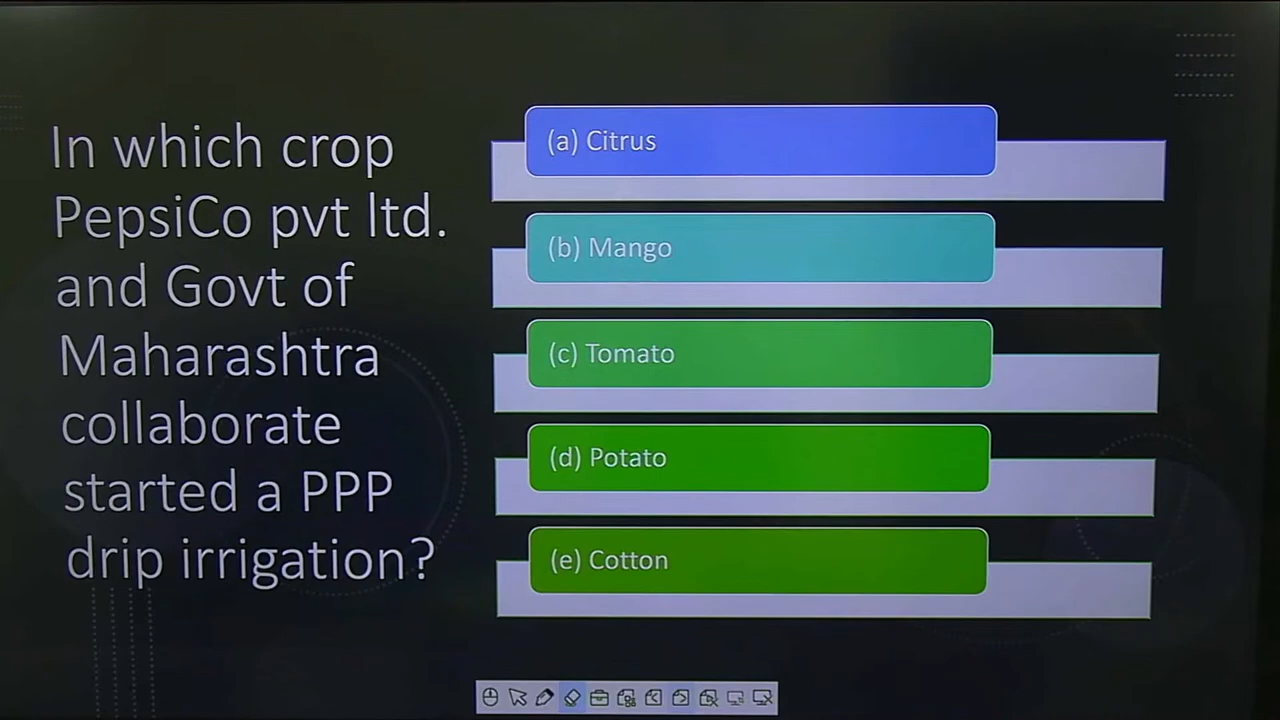 In which crop
PepsiCo pvt ltd.
and Govt of
Maharashtra
collaborate
started a PPP
drip irrigation?
(a) Citrus
(b) Mango
(c) Tomato
(d) Potato
(e) Cotton